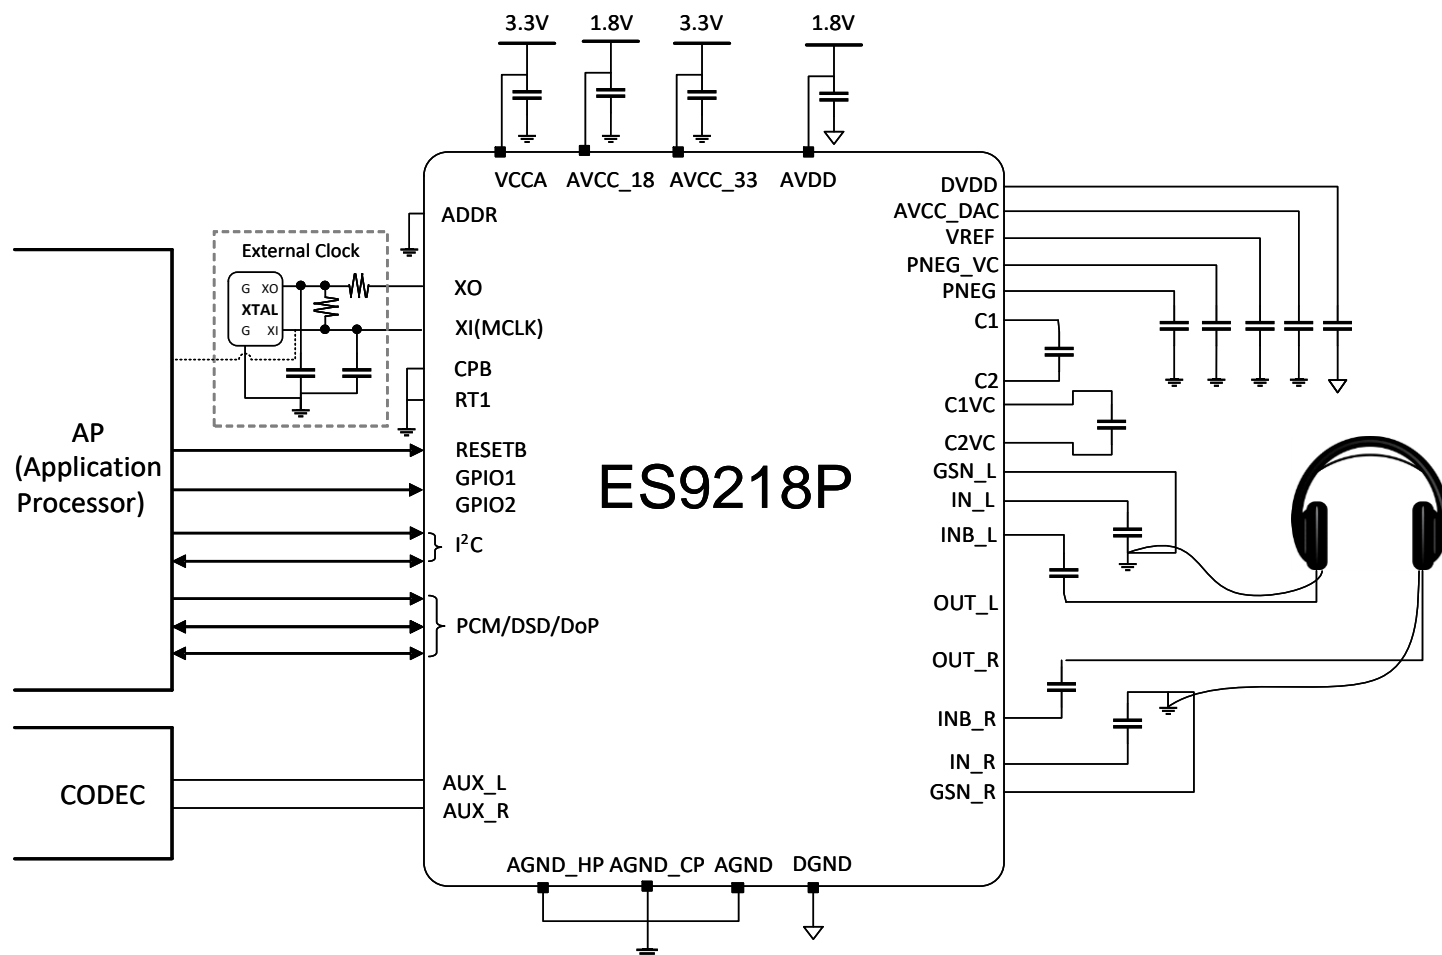 3.3V 1.8V 3.3V 1.8V
VCCA AVCC_18 AVCC_33 AVDD
ADDR
External Clock
G XO
XTAL
G XI
XO
XI(MCLK)
CPB
RT1
AP
(Application
Processor)
RESETB
GPIO1
GPIO2
I²C
PCM/DSD/DoP
CODEC
AUX_L
AUX_R
ES9218P
DVDD
AVCC_DAC
VREF
PNEG_VC
PNEG
C1
C2
C1VC
C2VC
GSN_L
IN_L
INB_L
OUT_L
OUT_R
INB_R
IN_R
GSN_R
AGND_HP AGND_CP AGND DGND